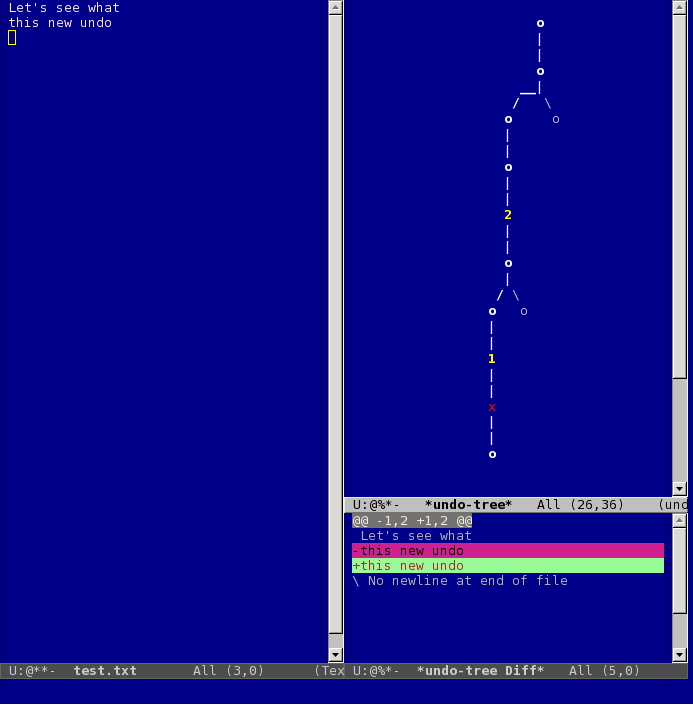 Let's see what
this new undo
U:@**-  test.txt       All (3,0)      (Tex
o
|
|
o
__|
/   \
o      o
|
|
o
|
|
2
|
|
o
|
/ \
o   o
|
|
1
|
|
x
|
|
o
U:@%*-   *undo-tree*   All (26,36)    (und
@@ -1,2 +1,2 @@
 Let's see what
-this new undo
+this new undo
\ No newline at end of file
U:@%*-  *undo-tree Diff*   All (5,0)